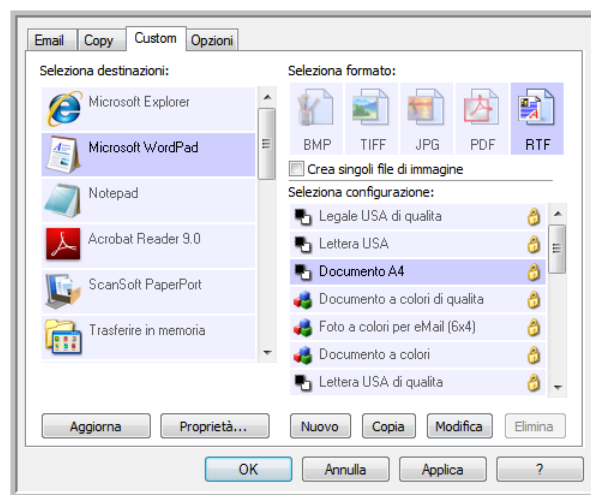 Email Copy Custom Opzioni
Seleziona destinazioni:
Microsoft Explorer
Microsoft WordPad
Notepad
Acrobat Reader 9.0
ScanSoft PaperPort
Trasferire in memoria
Aggiorna Proprietà...
Seleziona formato:
BMP TIFF JPG PDF RTF
Crea singoli file di immagine
Seleziona configurazione:
Legale USA di qualita
Lettera USA
Documento A4
Documento a colori di qualita
Foto a colori per eMail (6x4)
Documento a colori
Lettera USA di qualita
Nuovo Copia Modifica Elimina
OK Annulla Applica ?